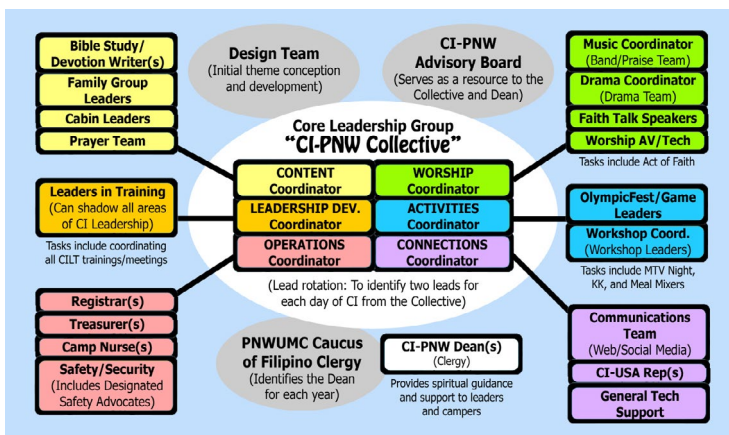 Bible Study/
Devotion Writer(s)
Family Group
Leaders
Cabin Leaders
Prayer Team
Design Team
(Initial theme conception
and development)
CI-PNW
Advisory Board
(Serves as a resource to the
Collective and Dean)
Music Coordinator
(Band/Praise Team)
Drama Coordinator
(Drama Team)
Faith Talk Speakers
Worship AV/Tech
Tasks include Act of Faith
Core Leadership Group
“CI-PNW Collective”
CONTENT
Coordinator
WORSHIP
Coordinator
LEADERSHIP DEV.
Coordinator
ACTIVITIES
Coordinator
OPERATIONS
Coordinator
CONNECTIONS
Coordinator
(Lead rotation: To identify two leads for
each day of CI from the Collective)
Leaders in Training
(Can shadow all areas
of CI Leadership)
Tasks include coordinating
all CILT trainings/meetings
OlympicFest/Game
Leaders
Workshop Coord.
(Workshop Leaders)
Tasks include MTV Night,
KK, and Meal Mixers
Registrar(s)
Treasurer(s)
Camp Nurse(s)
Safety/Security
(Includes Designated
Safety Advocates)
PNWUMC Caucus
of Filipino Clergy
(Identifies the Dean
for each year)
CI-PNW Dean(s)
(Clergy)
Provides spiritual guidance
and support to leaders
and campers
Communications
Team
(Web/Social Media)
CI-USA Rep(s)
General Tech
Support